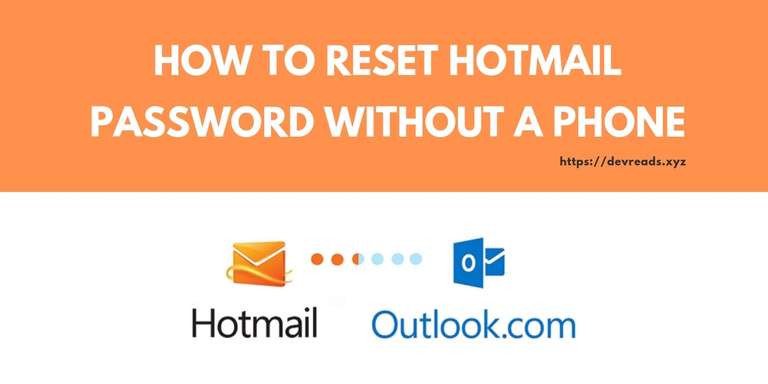 HOW TO RESET HOTMAIL
PASSWORD WITHOUT A PHONE
https://devreads.xyz
O
Hotmail
Outlook.com